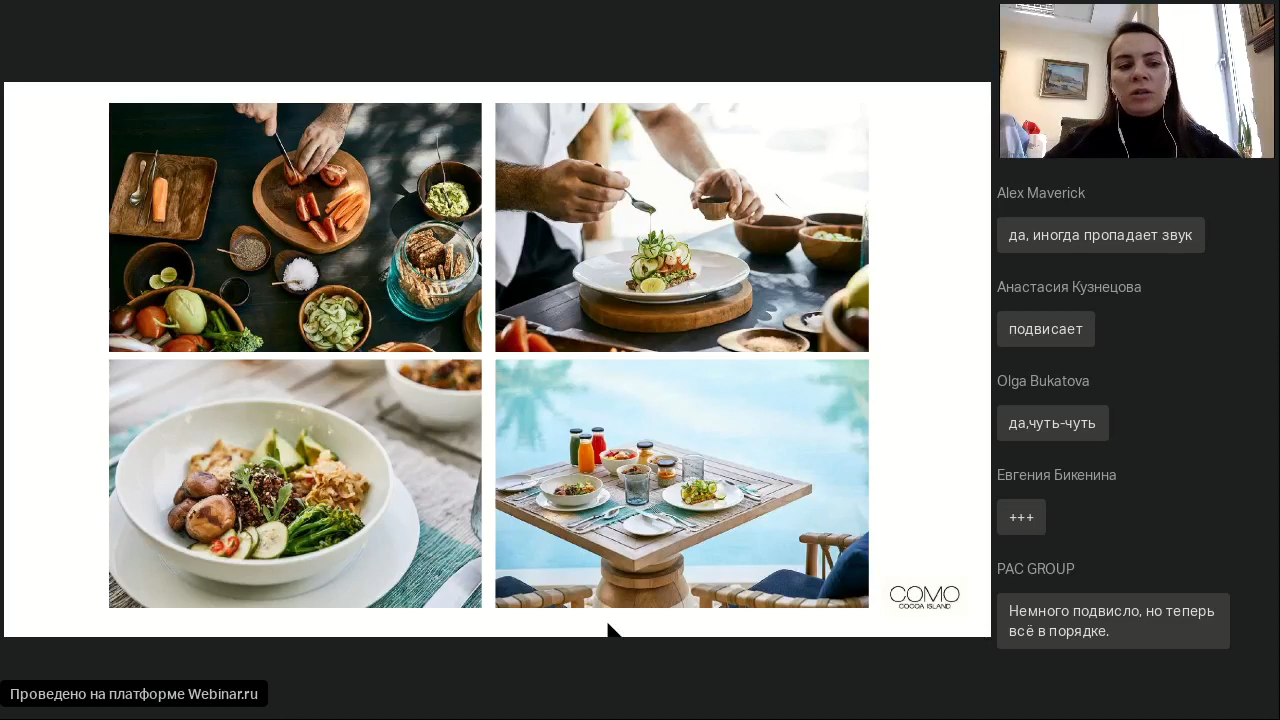 COMO
COCOA ISLAND
Alex Maverick
да, иногда пропадает звук
Анастасия Кузнецова
подвисает
Olga Bukatova
да,чуть-чуть
Евгения Бикенина
+++
PAC GROUP
Немного подвисло, но теперь
всё в порядке.
Проведено на платформе Webinar.ru